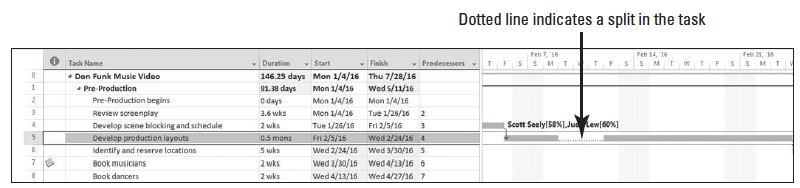 Dotted line indicates a split in the task
Feb 7, '16 Feb 14, '16 Feb 21, '16
Task Name Duration Start Finish Predecessors T F S S M T W T F S S M T W T F S S M T W
0 Don Funk Music Video 146.25 days Mon 1/4/16 Thu 7/28/16
1 Pre-Production 91.38 days Mon 1/4/16 Wed 5/11/16
2 Pre-Production begins 0 days Mon 1/4/16 Mon 1/4/16
3 Review screenplay 3.6 wks Mon 1/4/16 Tue 1/26/16 2
4 Develop scene blocking and schedule 2 wks Tue 1/26/16 Fri 2/5/16 3 Scott Seely[58%],Judy Lew[60%]
5 Develop production layouts 0.5 mons Fri 2/5/16 Wed 2/24/16 4
6 Identify and reserve locations 5 wks Wed 2/24/16 Wed 3/30/16 5
7 Book musicians 2 wks Wed 3/30/16 Wed 4/13/16 6
8 Book dancers 2 wks Wed 4/13/16 Wed 4/27/16 7